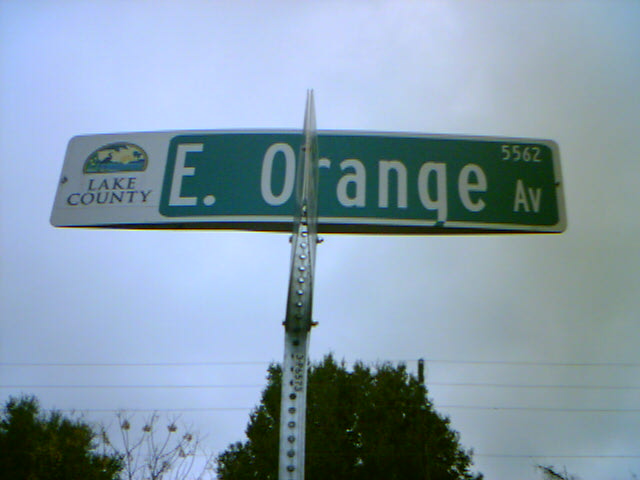 LAKE
COUNTY
E. Orange Av
5562